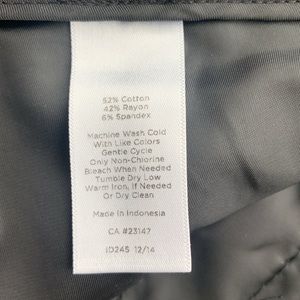 52% Cotton
42% Rayon
6% Spandex
Machine Wash Cold
With Like Colors
Gentle Cycle
Only Non-Chlorine
Bleach When Needed
Tumble Dry Low
Warm Iron, If Needed
Or Dry Clean
Made In Indonesia
CA #23147
ID245 12/14